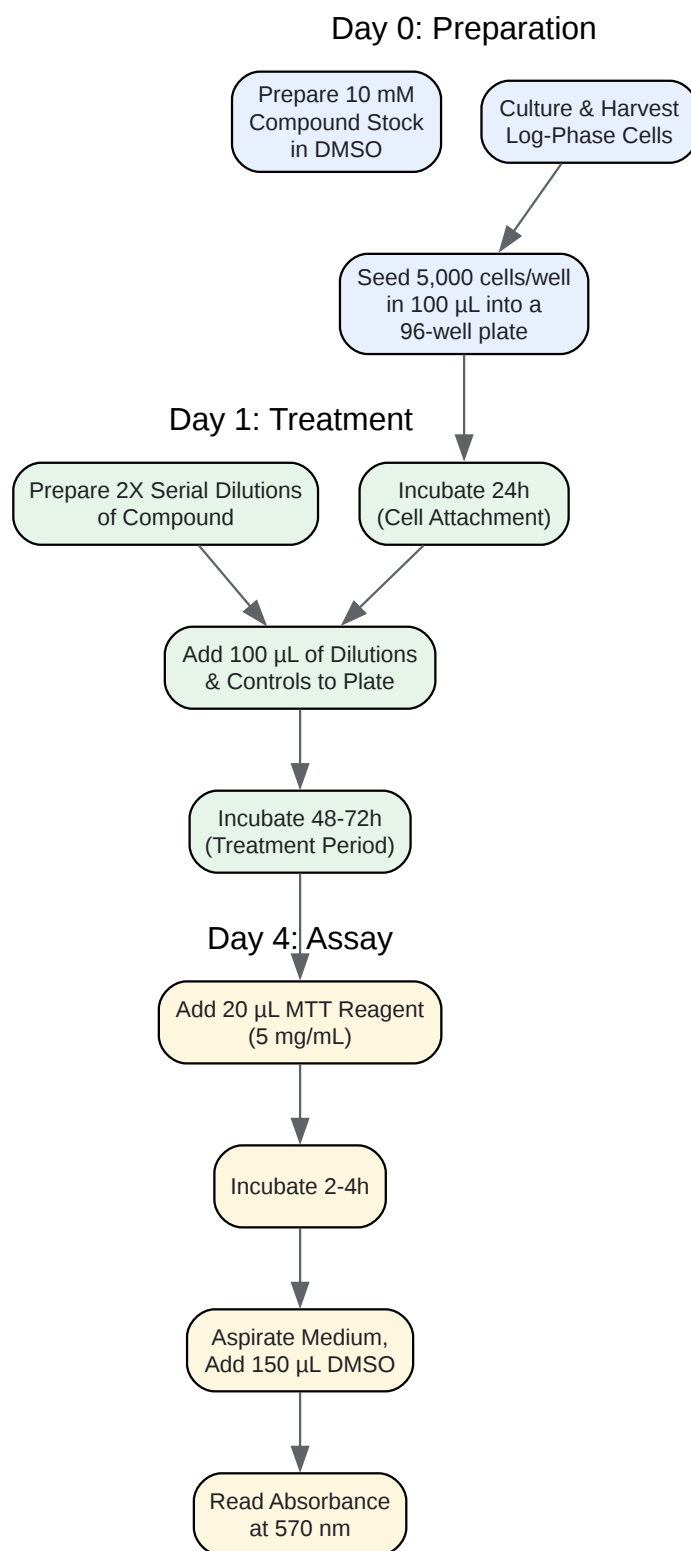 Day 0: Preparation
Prepare 10 mM
Compound Stock
in DMSO
Culture & Harvest
Log-Phase Cells
Seed 5,000 cells/well
in 100 µL into a
96-well plate
Day 1: Treatment
Prepare 2X Serial Dilutions
of Compound
Incubate 24h
(Cell Attachment)
Add 100 µL of Dilutions
& Controls to Plate
Incubate 48-72h
(Treatment Period)
Day 4: Assay
Add 20 µL MTT Reagent
(5 mg/mL)
Incubate 2-4h
Aspirate Medium,
Add 150 µL DMSO
Read Absorbance
at 570 nm